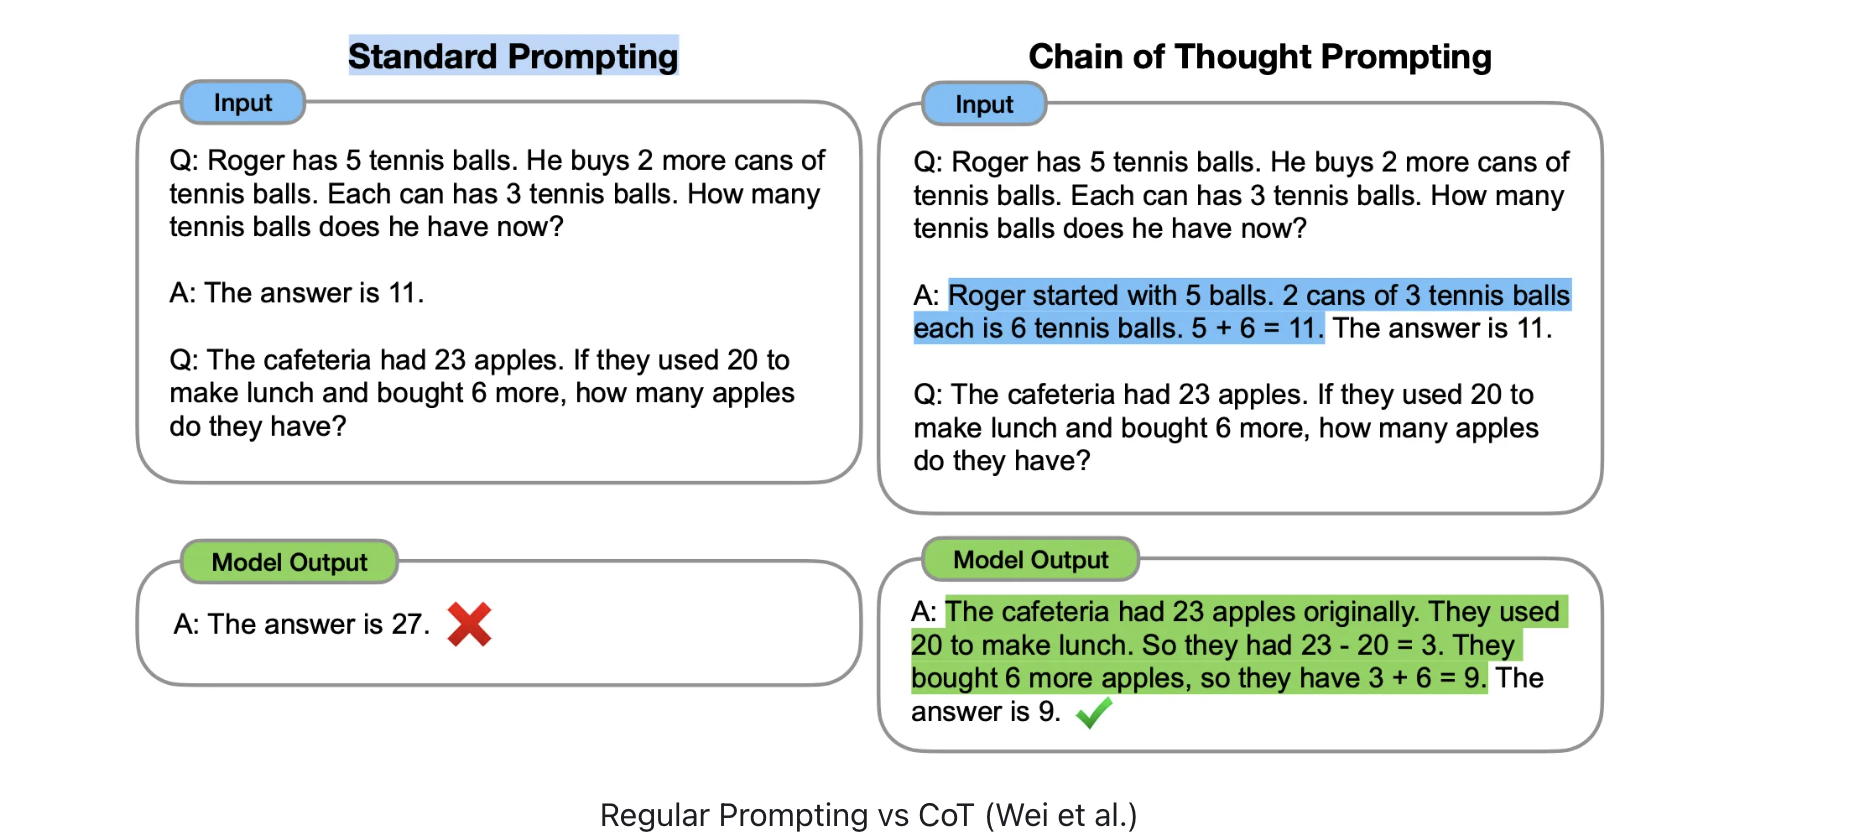 Standard Prompting
Input
Q: Roger has 5 tennis balls. He buys 2 more cans of
tennis balls. Each can has 3 tennis balls. How many
tennis balls does he have now?
A: The answer is 11.
Q: The cafeteria had 23 apples. If they used 20 to
make lunch and bought 6 more, how many apples
do they have?
Model Output
A: The answer is 27.
Chain of Thought Prompting
Input
Q: Roger has 5 tennis balls. He buys 2 more cans of
tennis balls. Each can has 3 tennis balls. How many
tennis balls does he have now?
A: Roger started with 5 balls. 2 cans of 3 tennis balls
each is 6 tennis balls. 5 + 6 = 11. The answer is 11.
Q: The cafeteria had 23 apples. If they used 20 to
make lunch and bought 6 more, how many apples
do they have?
Model Output
A: The cafeteria had 23 apples originally. They used
20 to make lunch. So they had 23 - 20 = 3. They
bought 6 more apples, so they have 3 + 6 = 9. The
answer is 9.
Regular Prompting vs CoT (Wei et al.)